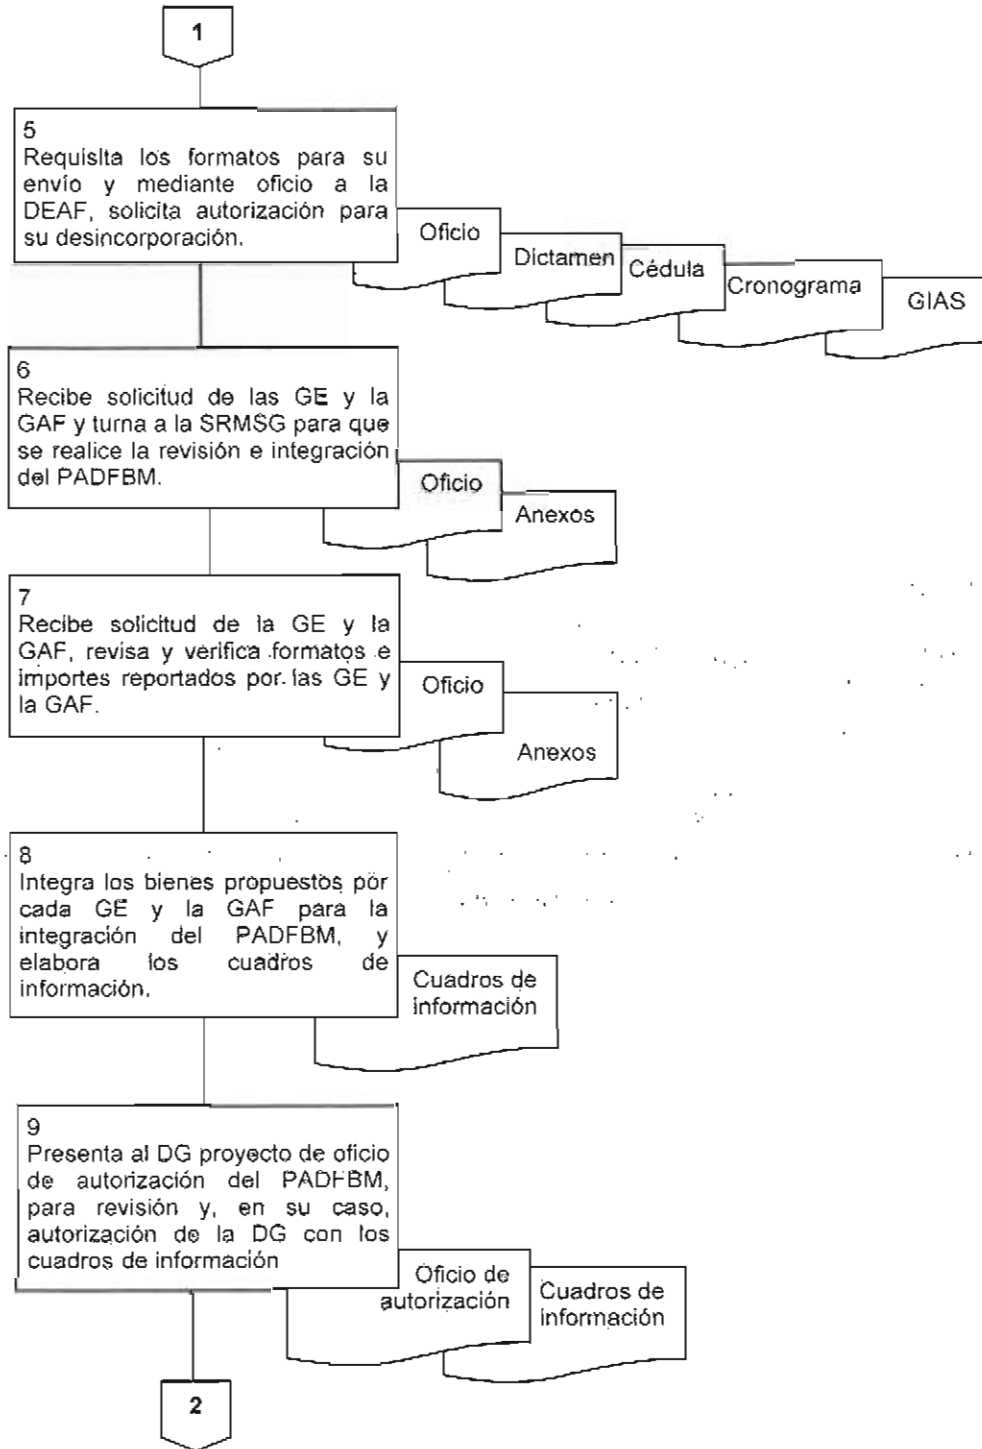 1
5
Requisita los formatos para su
envío y mediante oficio a la
DEAF, solicita autorización para
su desincorporación.
Oficio
Dictamen
Cédula
Cronograma
GIAS
6
Recibe solicitud de las GE y la
GAF y turna a la SRMSG para que
se realice la revisión e integración
del PADFBM.
Oficio
Anexos
7
Recibe solicitud de la GE y la
GAF, revisa y verifica formatos e
importes reportados por las GE y
la GAF.
Oficio
Anexos
8
Integra los bienes propuestos por
cada GE y la GAF para la
integración del PADFBM, y
elabora los cuadros de
información.
Cuadros de
información
9
Presenta al DG proyecto de oficio
de autorización del PADFBM,
para revisión y, en su caso,
autorización de la DG con los
cuadros de información
Oficio de
autorización
Cuadros de
información
2